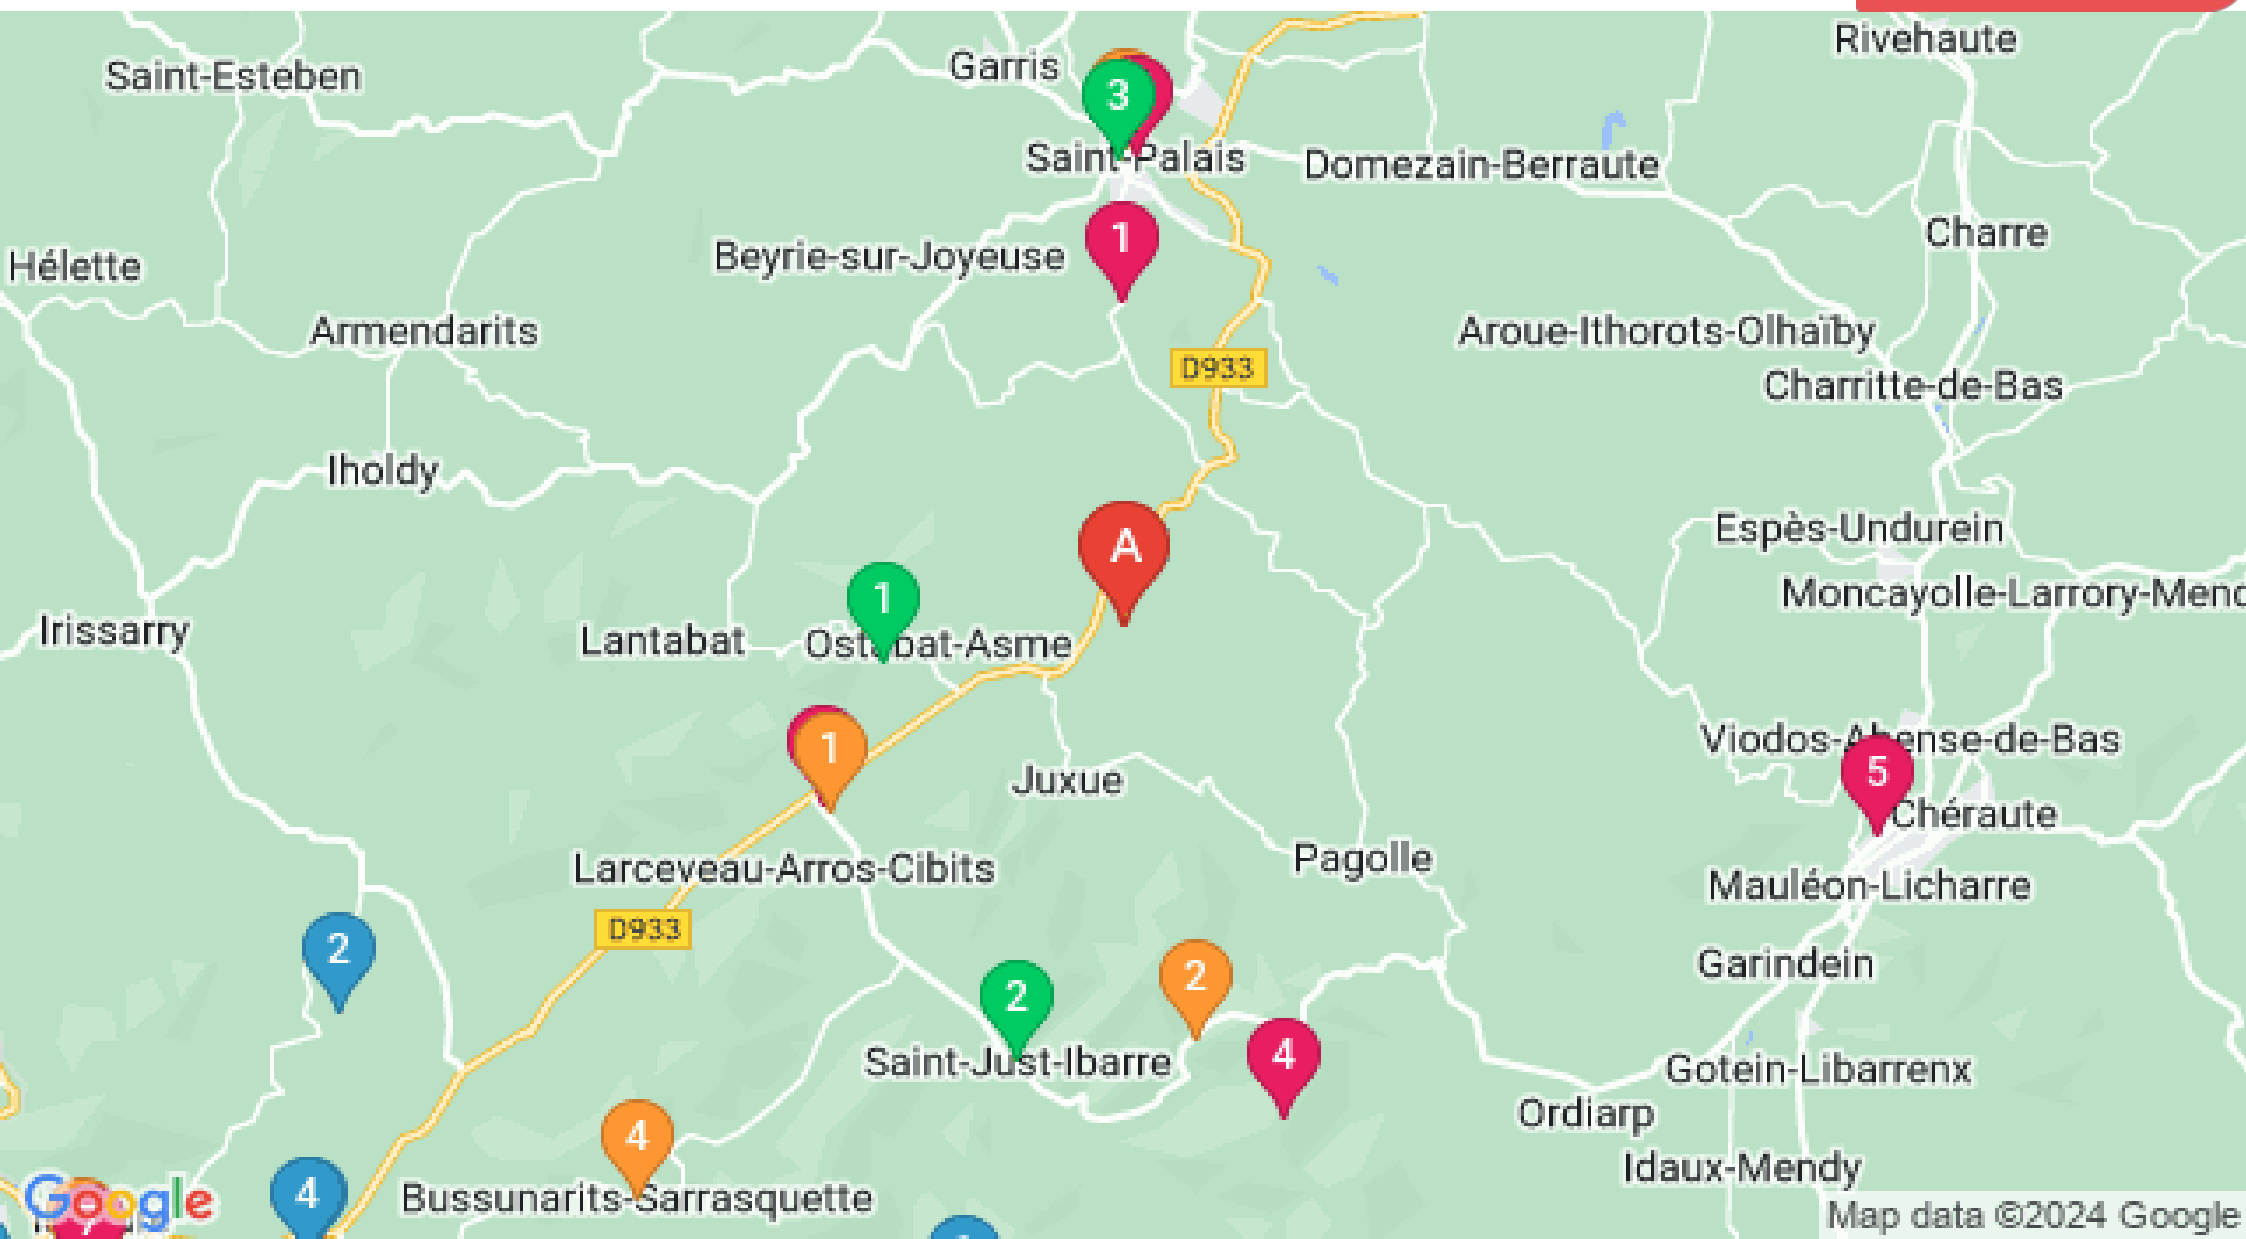 Rivehaute
Garris
Saint-Esteben
3
Saint-Palais
Domezain-Berraute
Charre
1
Beyrie-sur-Joyeuse
Hélette
Armendarits
Aroue-Ithorots-Olhaïby
D933
Charritte-de-Bas
Iholdy
Espès-Undurein
A
Moncayolle-Larrory-Mend
1
Irissarry
Lantabat
Ostabat-Asme
Viodos-Abense-de-Bas
1
5
Juxue
Chéraute
Pagolle
Larceveau-Arros-Cibits
Mauléon-Licharre
D933
2
Garindein
2
2
4
Saint-Just-Ibarre
Gotein-Libarrenx
Ordiarp
4
Idaux-Mendy
4
Bussunarits-Sarrasquette
Google
Map data ©2024 Google